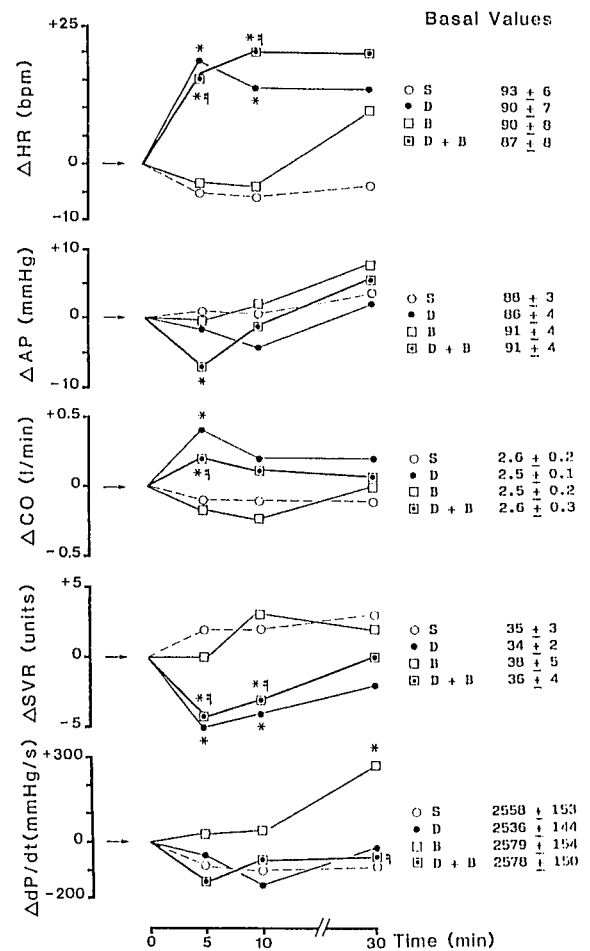 Basal Values
+25
*
*¶
ΔHR (bpm)
*¶
*
0
-10
○ S 93 ± 6
● D 90 ± 7
□ B 90 ± 8
⊡ D + B 87 ± 8
+10
ΔAP (mmHg)
0
-10
*
○ S 88 ± 3
● D 86 ± 4
□ B 91 ± 4
⊡ D + B 91 ± 4
+0.5
*
ΔCO (l/min)
*¶
0
-0.5
○ S 2.6 ± 0.2
● D 2.5 ± 0.1
□ B 2.5 ± 0.2
⊡ D + B 2.6 ± 0.3
+5
ΔSVR (units)
0
*¶
*¶
-5
*
*
○ S 35 ± 3
● D 34 ± 2
□ B 38 ± 5
⊡ D + B 36 ± 4
+300
*
ΔdP/dt(mmHg/s)
0
¶
-200
○ S 2558 ± 153
● D 2536 ± 144
□ B 2579 ± 154
⊡ D + B 2578 ± 150
0 5 10 30 Time (min)